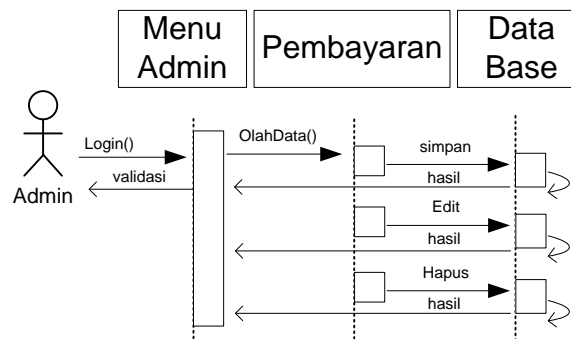 Menu
Admin
Pembayaran
Data
Base
Login()
validasi
Admin
OlahData()
simpan
hasil
Edit
hasil
Hapus
hasil